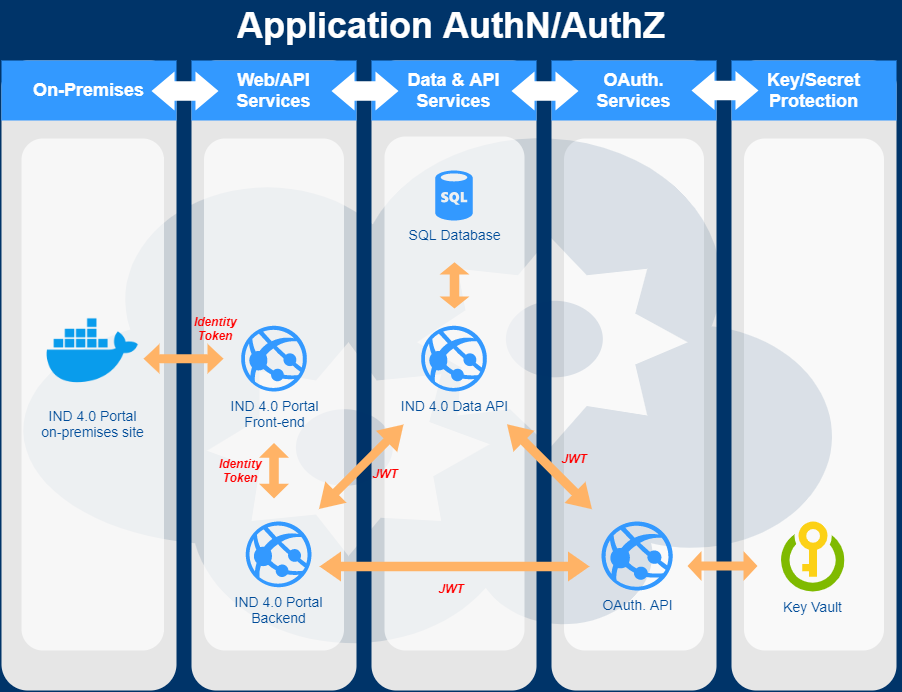 Application AuthN/AuthZ
On-Premises
Web/API
Services
Data & API
Services
OAuth.
Services
Key/Secret
Protection
SQL
SQL Database
Identity
Token
IND 4.0 Portal
on-premises site
IND 4.0 Portal
Front-end
IND 4.0 Data API
Identity
Token
JWT
JWT
IND 4.0 Portal
Backend
JWT
OAuth. API
Key Vault